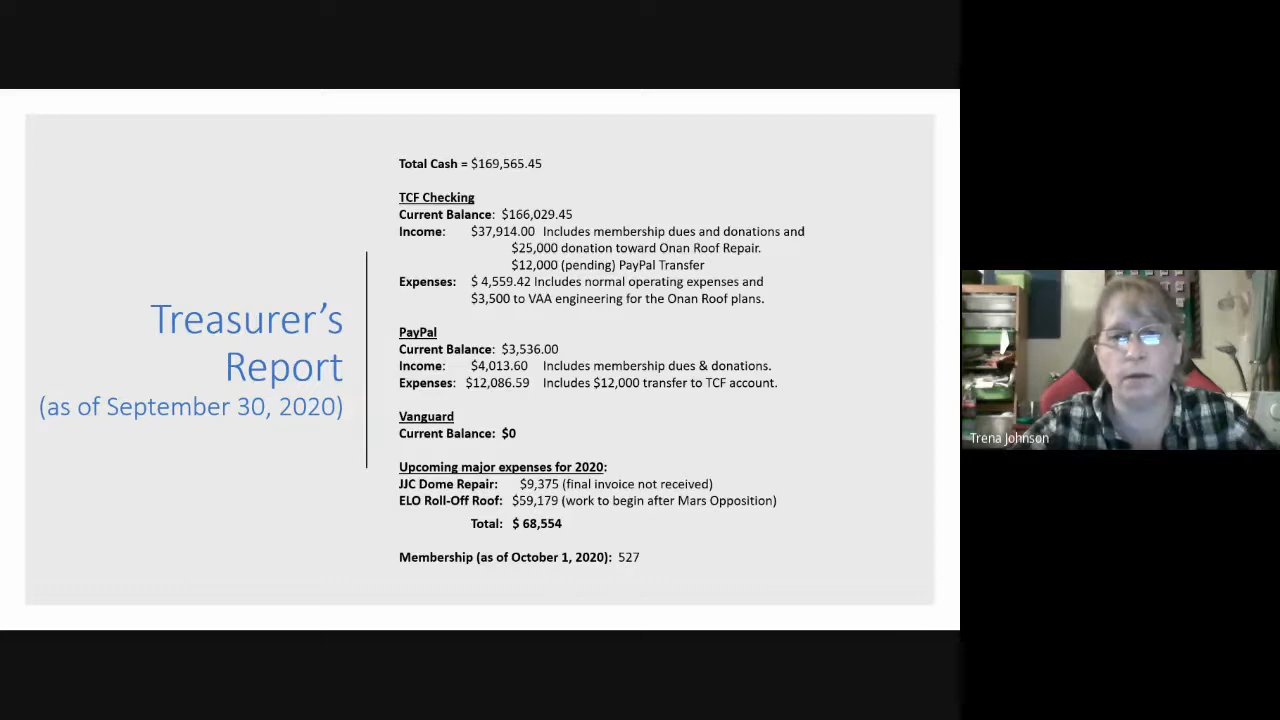 Treasurer's
Report
(as of September 30, 2020)
Total Cash = $169,565.45
TCF Checking
Current Balance: $166,029.45
Income: $37,914.00 Includes membership dues and donations and
$25,000 donation toward Onan Roof Repair.
$12,000 (pending) PayPal Transfer
Expenses: $ 4,559.42 Includes normal operating expenses and
$3,500 to VAA engineering for the Onan Roof plans.
PayPal
Current Balance: $3,536.00
Income: $4,013.60 Includes membership dues & donations.
Expenses: $12,086.59 Includes $12,000 transfer to TCF account.
Vanguard
Current Balance: $0
Upcoming major expenses for 2020:
JJC Dome Repair: $9,375 (final invoice not received)
ELO Roll-Off Roof: $59,179 (work to begin after Mars Opposition)
Total: $ 68,554
Membership (as of October 1, 2020): 527
Trena Johnson